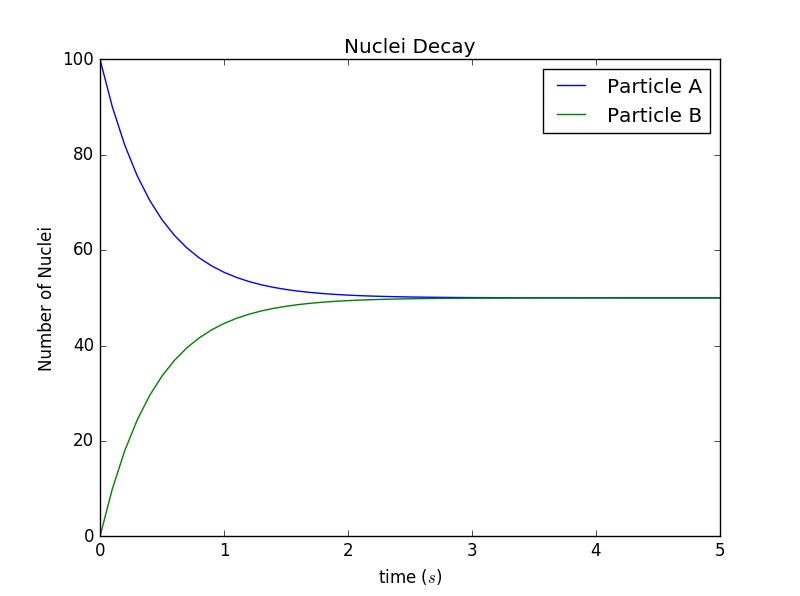 Nuclei Decay
Particle A
Particle B
Number of Nuclei
100
80
60
40
20
0
0 1 2 3 4 5
time (s)